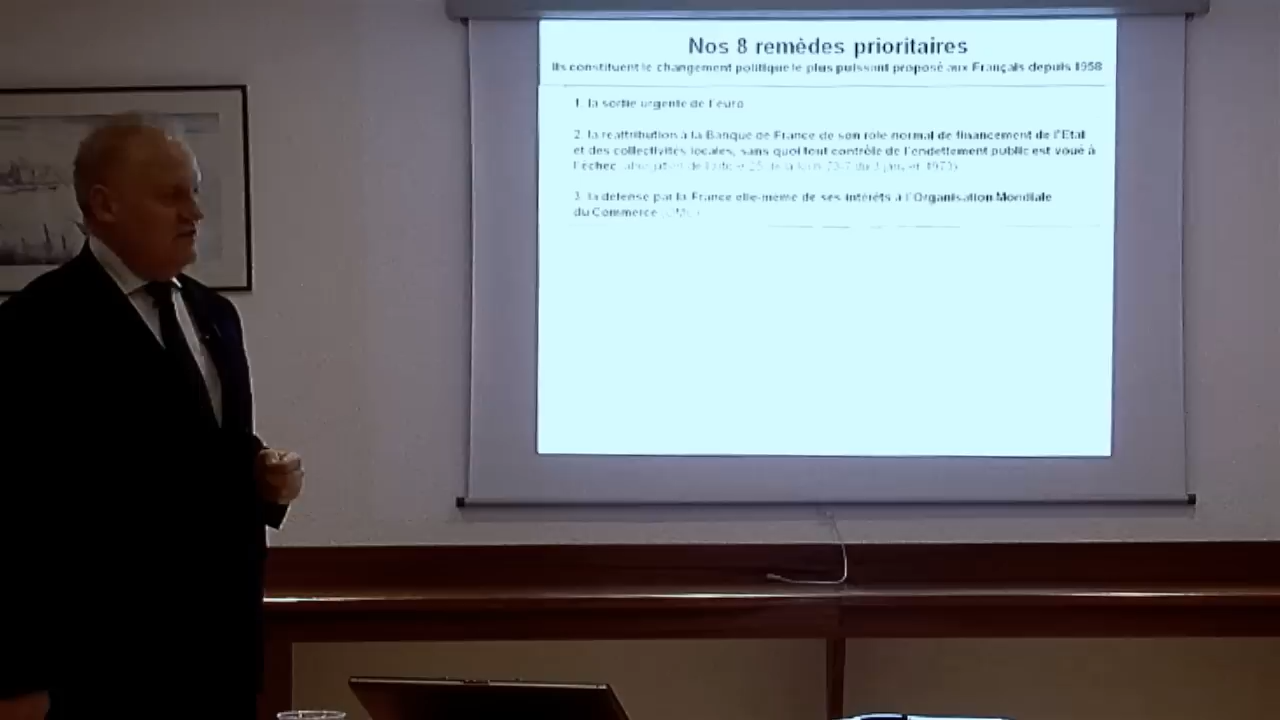 Nos 8 remèdes prioritaires
Ils constituent le changement politique le plus puissant proposé aux Français depuis 1958
1. la sortie urgente de l'euro
2. la réattribution à la Banque de France de son rôle normal de financement de l'Etat
et des collectivités locales, sans quoi tout contrôle de l'endettement public est voué à
l'échec
3. la défense par la France elle-même de ses intérêts à l'Organisation Mondiale
du Commerce